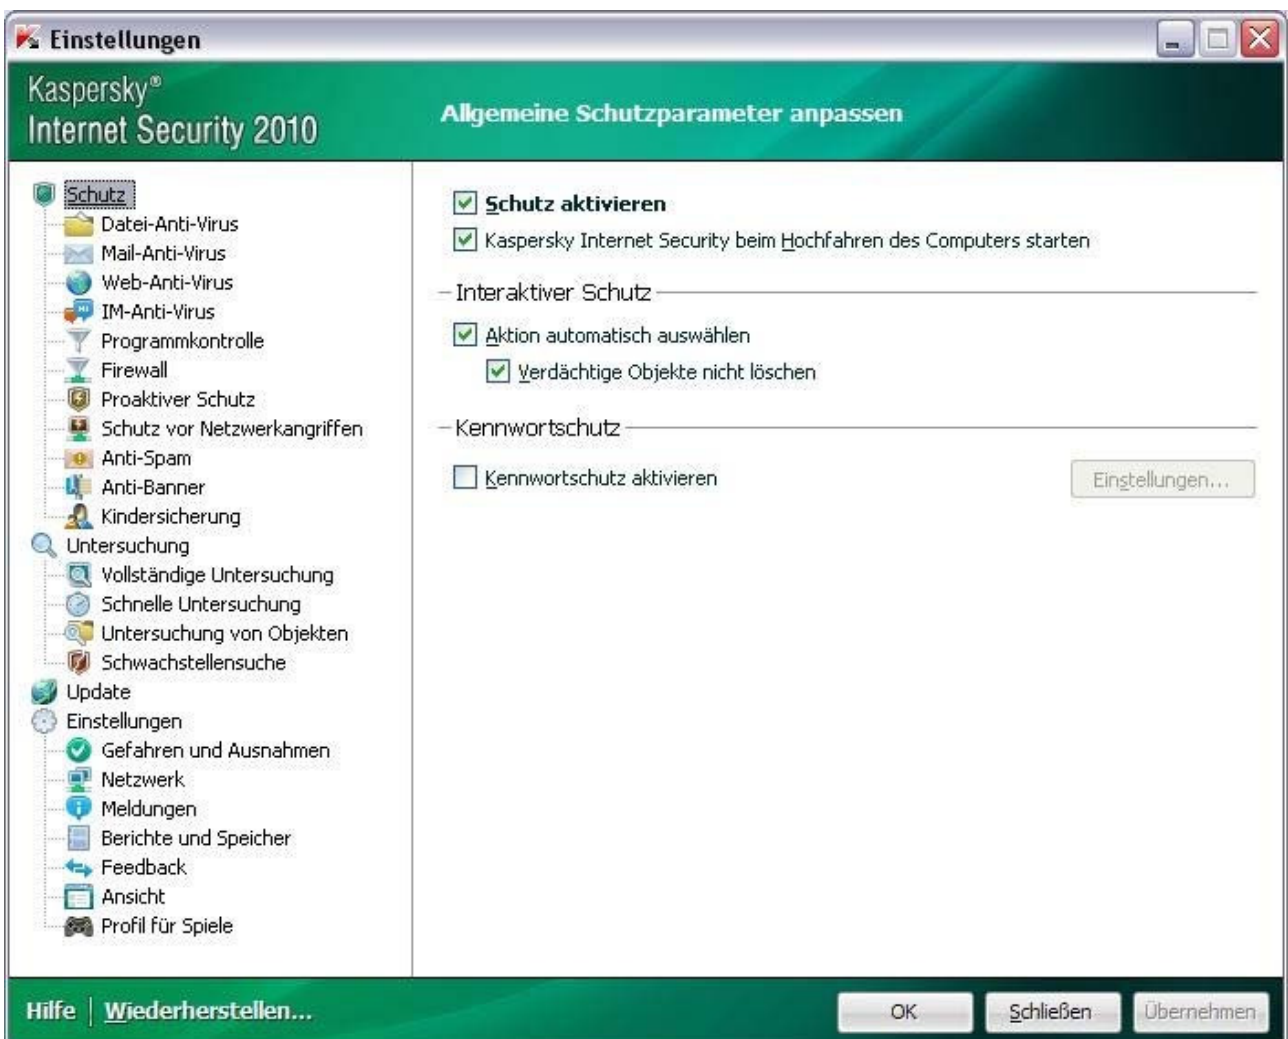 Einstellungen
Kaspersky®
Internet Security 2010
Allgemeine Schutzparameter anpassen
Schutz
Datei-Anti-Virus
Mail-Anti-Virus
Web-Anti-Virus
IM-Anti-Virus
Programmkontrolle
Firewall
Proaktiver Schutz
Schutz vor Netzwerkangriffen
Anti-Spam
Anti-Banner
Kindersicherung
Untersuchung
Vollständige Untersuchung
Schnelle Untersuchung
Untersuchung von Objekten
Schwachstellensuche
Update
Einstellungen
Gefahren und Ausnahmen
Netzwerk
Meldungen
Berichte und Speicher
Feedback
Ansicht
Profil für Spiele
Schutz aktivieren
Kaspersky Internet Security beim Hochfahren des Computers starten
Interaktiver Schutz
Aktion automatisch auswählen
Verdächtige Objekte nicht löschen
Kennwortschutz
Kennwortschutz aktivieren
Einstellungen...
Hilfe | Wiederherstellen...
OK
Schließen
Übernehmen